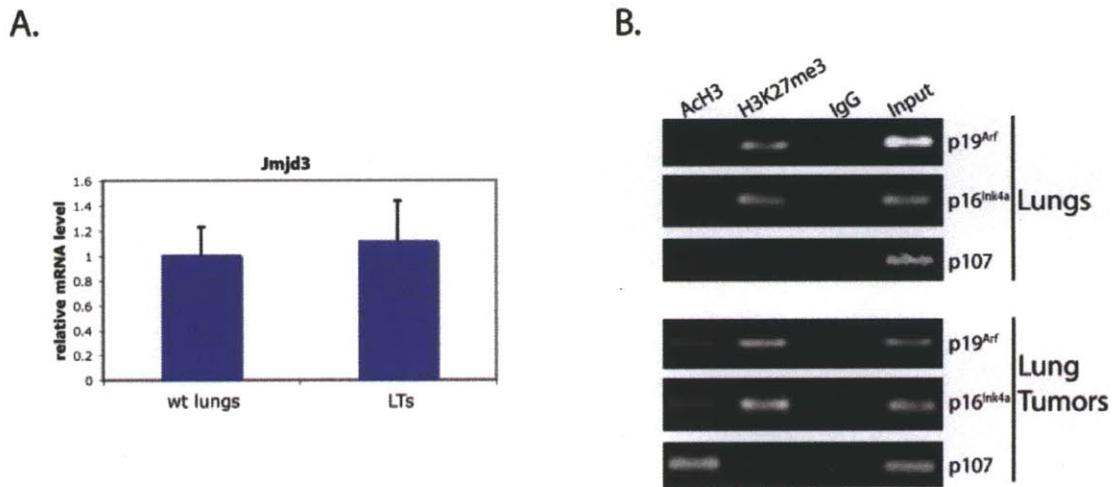 A.
Jmjd3
relative mRNA level
1.6
1.4
1.2
1
0.8
0.6
0.4
0.2
0
wt lungs
LTs
B.
AcH3
H3K27me3
IgG
Input
p19Arf
p16Ink4a
p107
Lungs
p19Arf
p16Ink4a
p107
Lung
Tumors